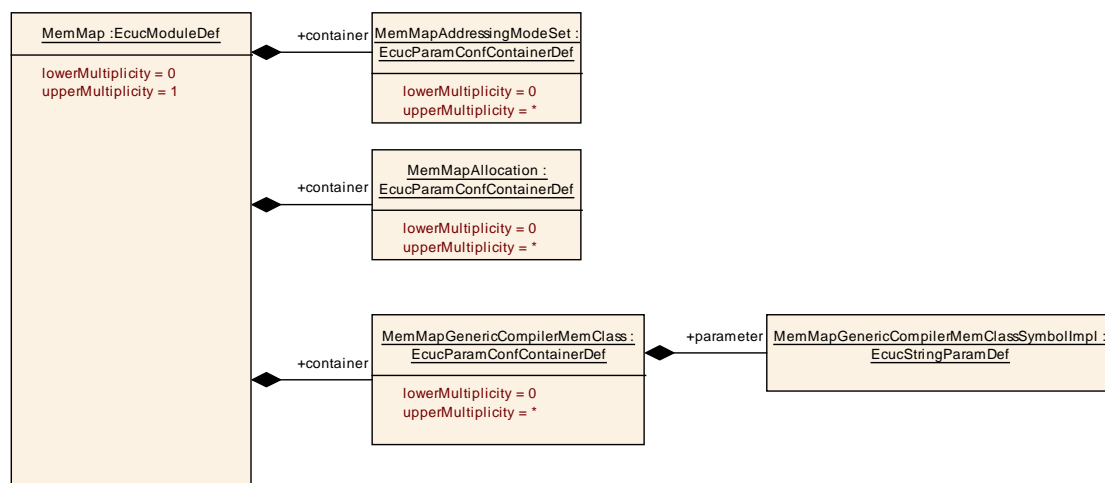 MemMap :EcucModuleDef
lowerMultiplicity = 0
upperMultiplicity = 1
+container
MemMapAddressingModeSet :
EcucParamConfContainerDef
lowerMultiplicity = 0
upperMultiplicity = *
+container
MemMapAllocation :
EcucParamConfContainerDef
lowerMultiplicity = 0
upperMultiplicity = *
+container
MemMapGenericCompilerMemClass :
EcucParamConfContainerDef
lowerMultiplicity = 0
upperMultiplicity = *
+parameter
MemMapGenericCompilerMemClassSymbolImpl :
EcucStringParamDef